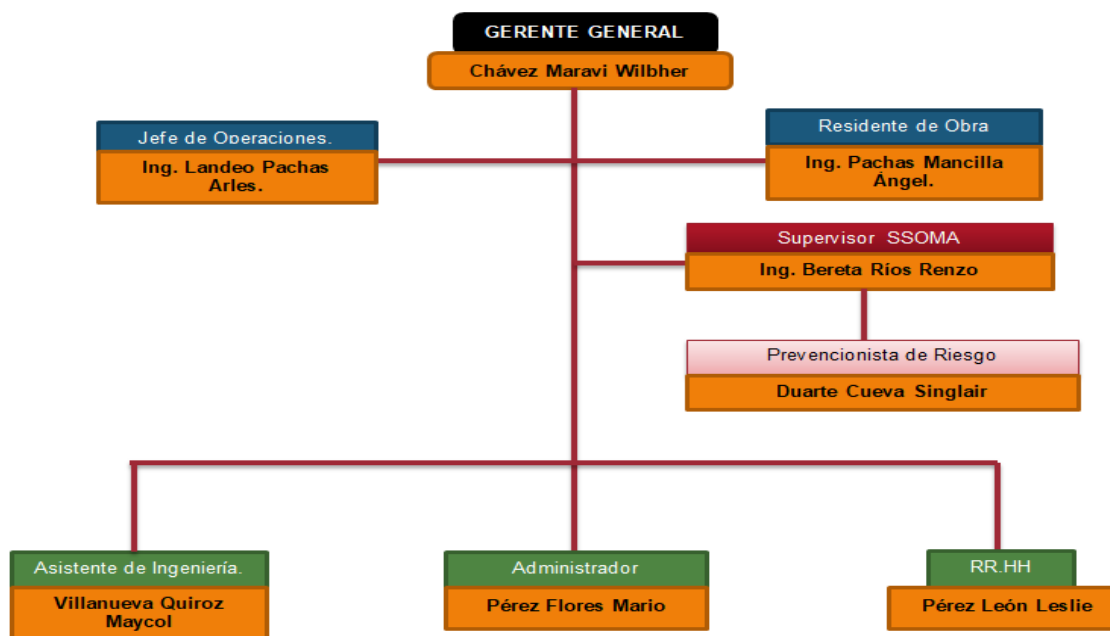 GERENTE GENERAL
Chávez Maravi Wilbher
Jefe de Operaciones.
Ing. Landeo Pachas
Arles.
Residente de Obra
Ing. Pachas Mancilla
Ángel.
Supervisor SSOMA
Ing. Bereta Ríos Renzo
Prevencionista de Riesgo
Duarte Cueva Singlair
Asistente de Ingeniería.
Villanueva Quiroz
Maycol
Administrador
Pérez Flores Mario
RR.HH
Pérez León Leslie